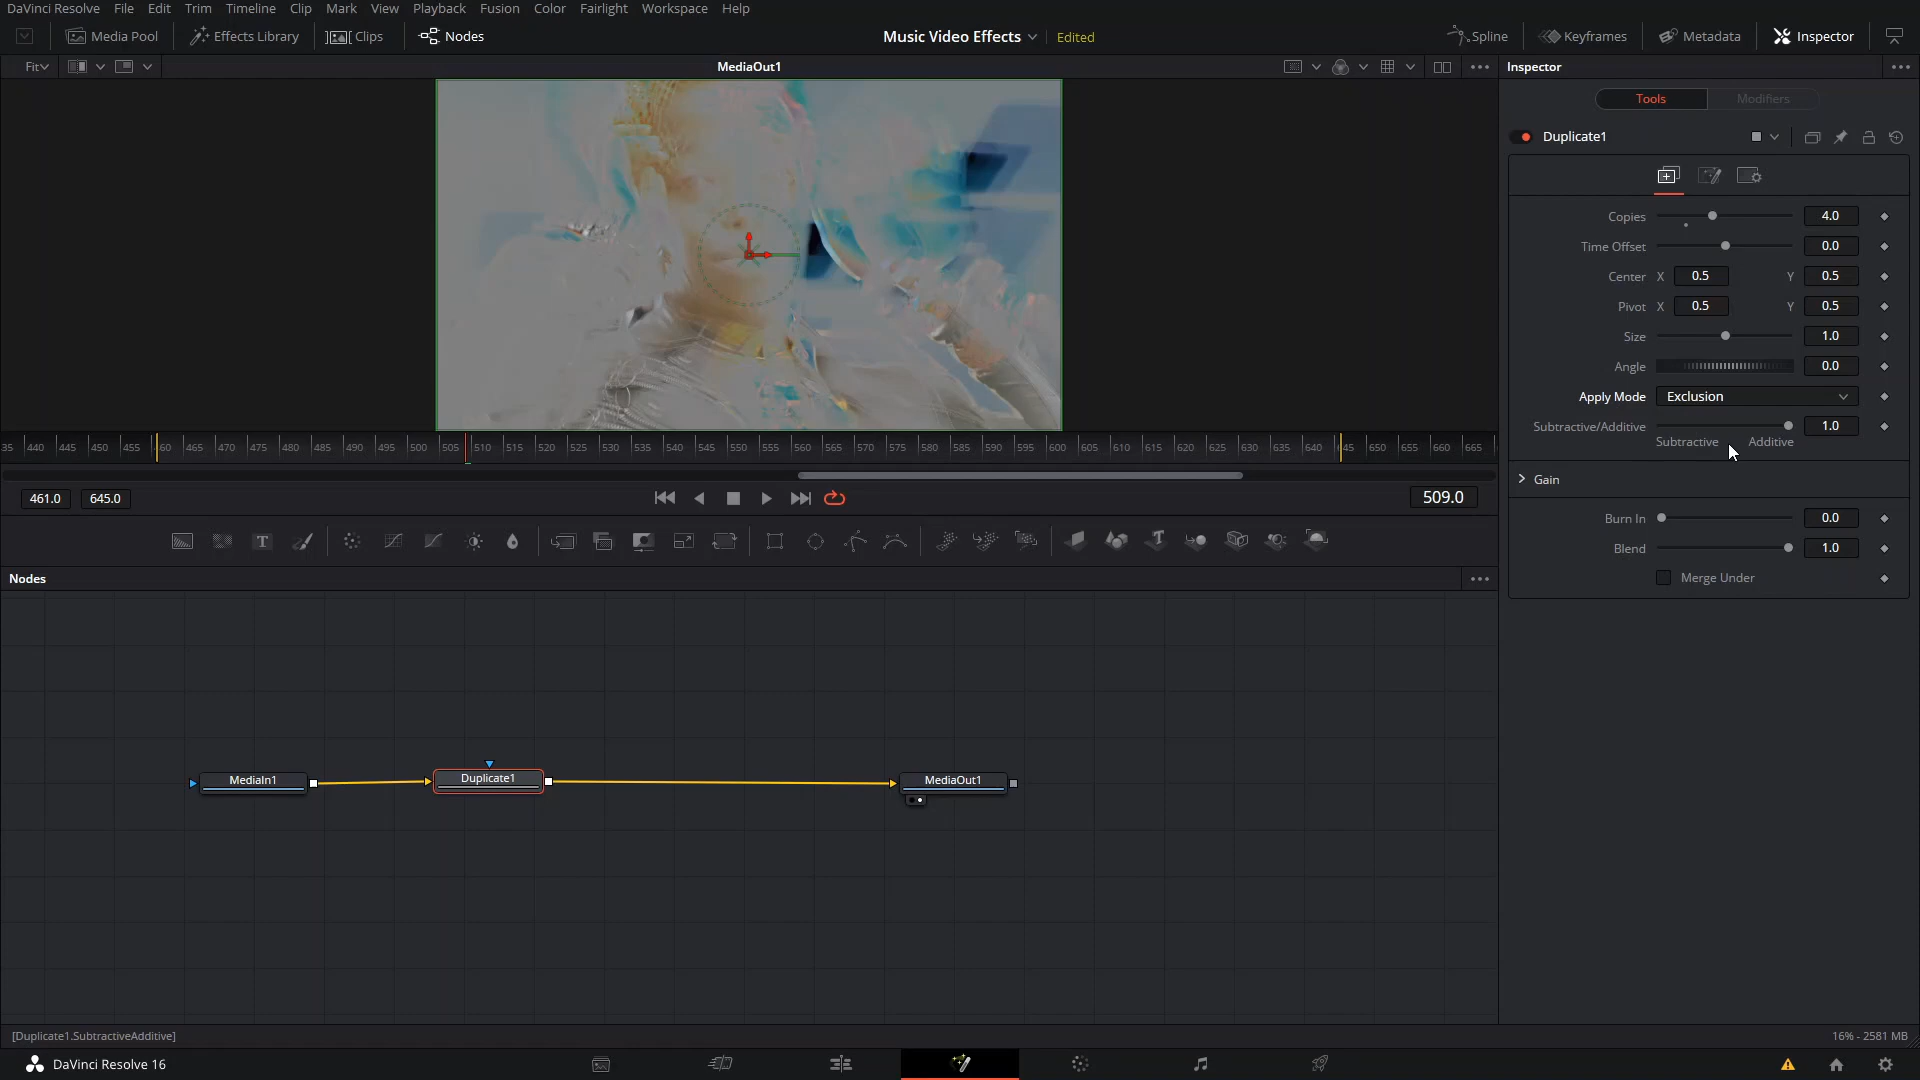 DaVinci Resolve File Edit Trim Timeline Clip Mark View Playback Fusion Color Fairlight Workspace Help
Media Pool Effects Library Clips Nodes Music Video Effects Edited Spline Keyframes Metadata Inspector
Fit MediaOut1 Inspector
Tools Modifiers
Duplicate1
Copies 4.0
Time Offset 0.0
Center X 0.5 Y 0.5
Pivot X 0.5 Y 0.5
Size 1.0
Angle 0.0
Apply Mode Exclusion
Subtractive/Additive 1.0
Subtractive Additive
Gain
Burn In 0.0
Blend 1.0
Merge Under
35 440 445 450 455 60 465 470 475 480 485 490 495 500 505 510 515 520 525 530 535 540 545 550 555 560 565 570 575 580 585 590 595 600 605 610 615 620 625 630 635 640 45 650 655 660 665
461.0 645.0 509.0
Nodes
MediaIn1 Duplicate1 MediaOut1
[Duplicate1.SubtractiveAdditive] 16% - 2581 MB
DaVinci Resolve 16